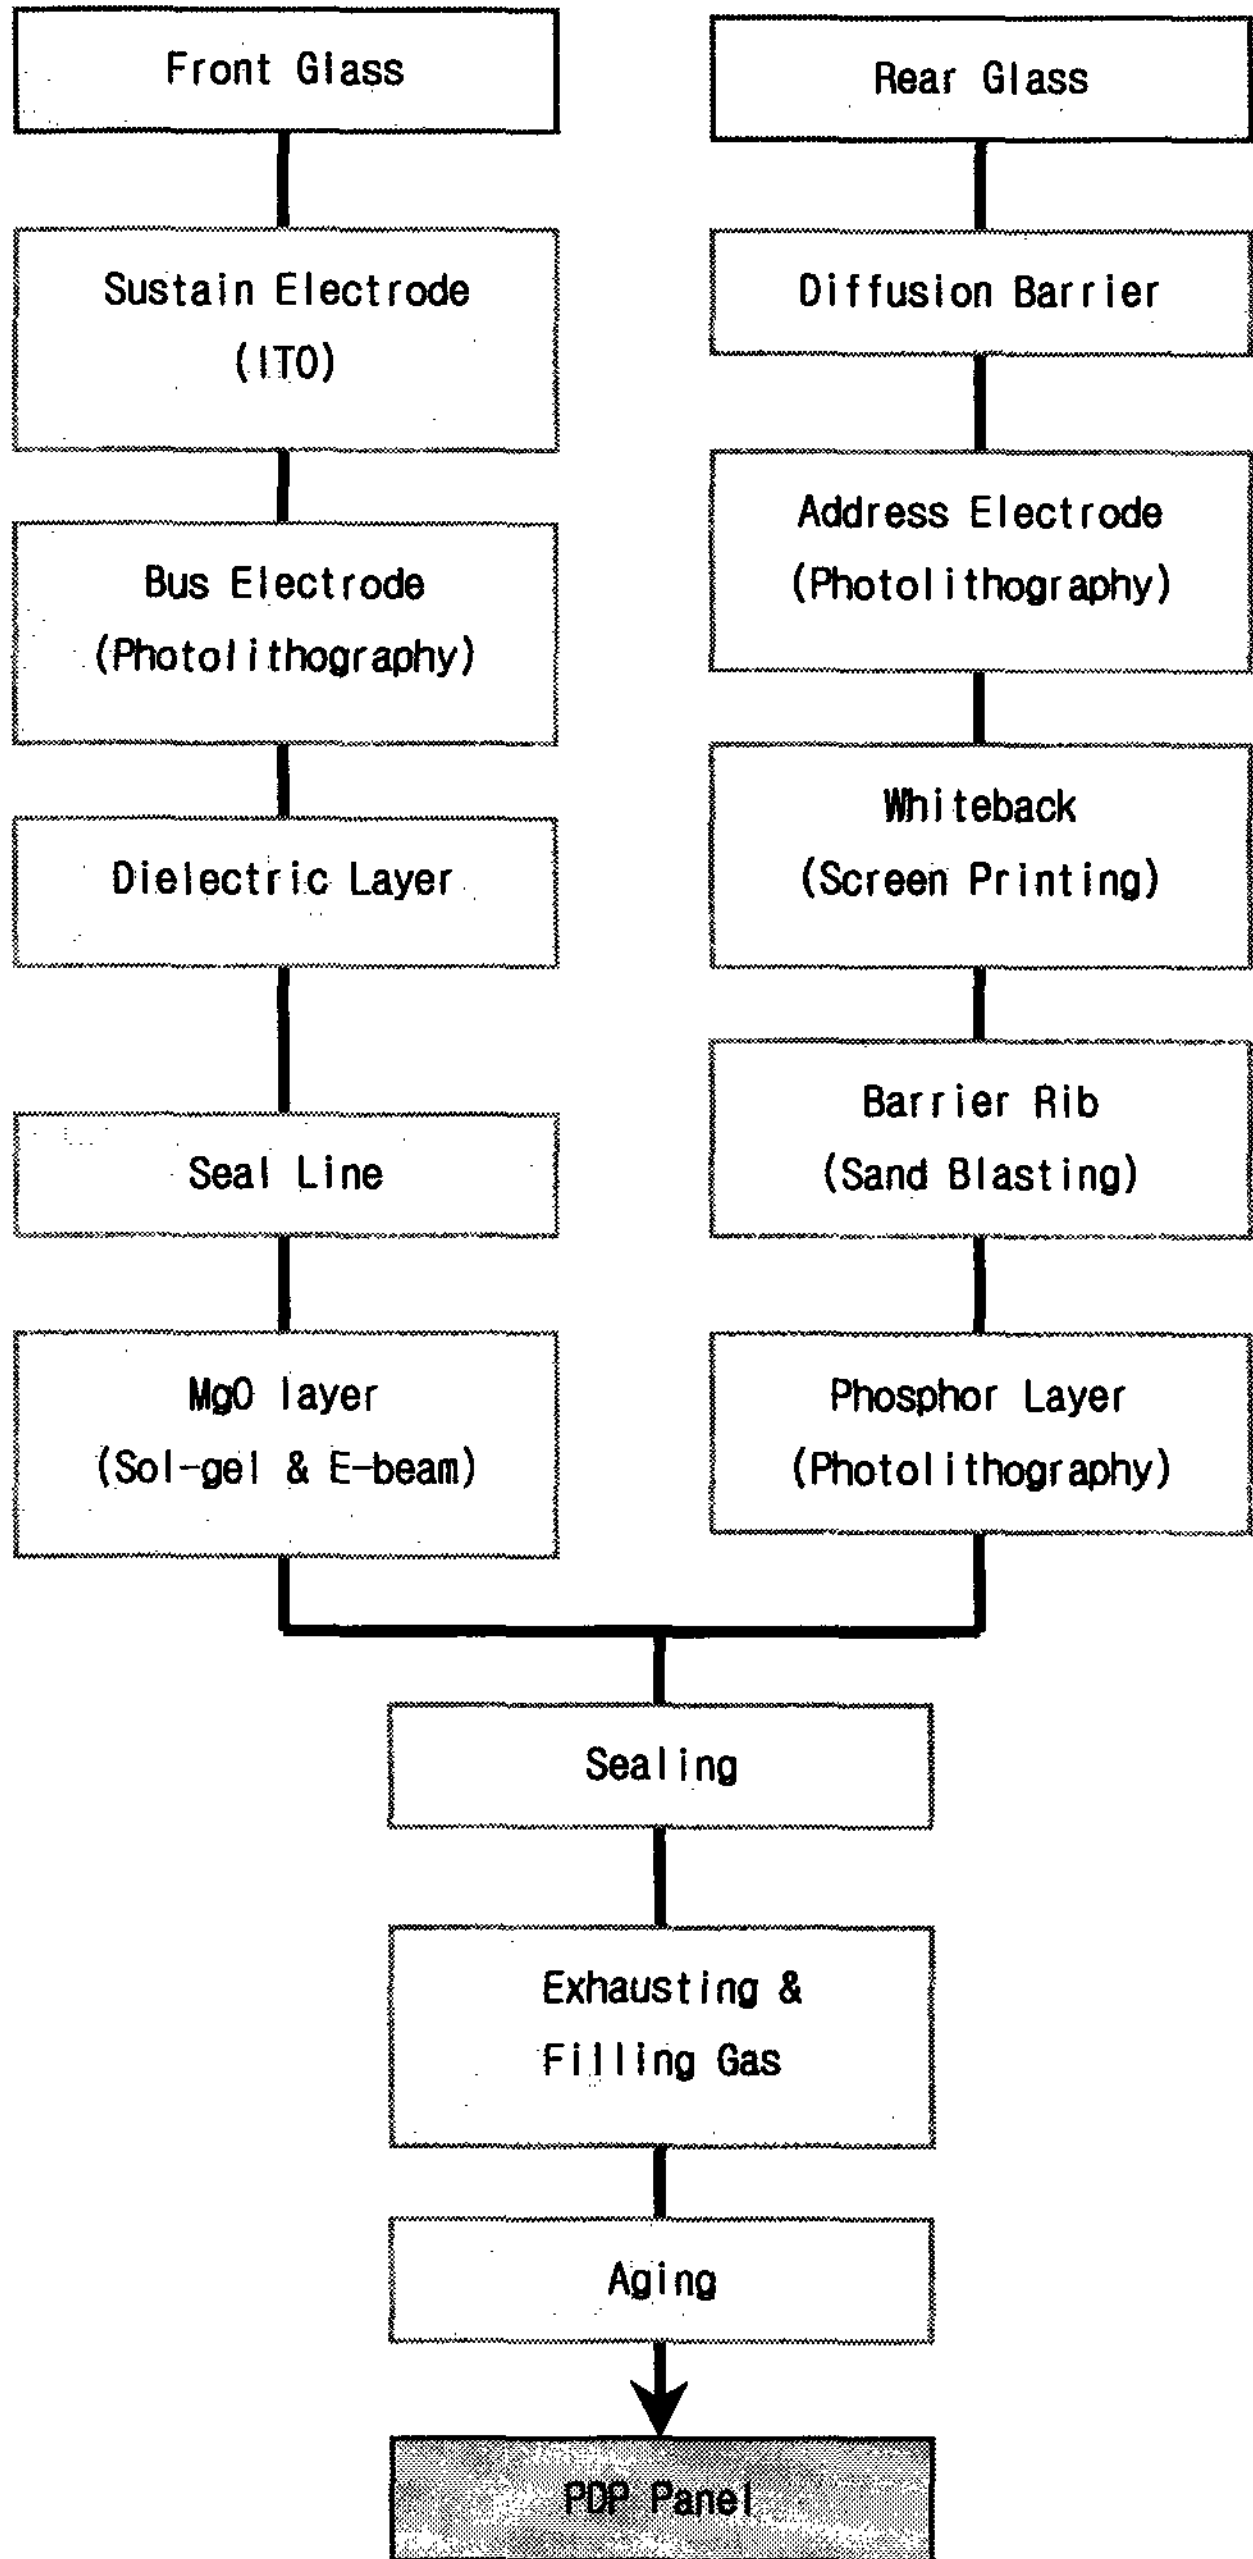 Front Glass
Sustain Electrode
(ITO)
Bus Electrode
(Photolithography)
Dielectric Layer
Seal Line
MgO layer
(Sol-gel & E-beam)
Rear Glass
Diffusion Barrier
Address Electrode
(Photolithography)
Whiteback
(Screen Printing)
Barrier Rib
(Sand Blasting)
Phosphor Layer
(Photolithography)
Sealing
Exhausting &
Filling Gas
Aging
PDP Panel